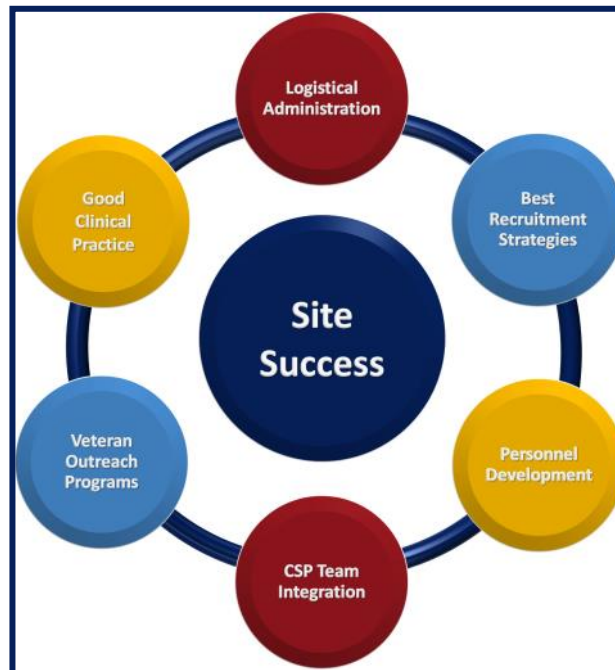 Logistical
Administration
Good
Clinical
Practice
Best
Recruitment
Strategies
Site
Success
Veteran
Outreach
Programs
Personnel
Development
CSP Team
Integration